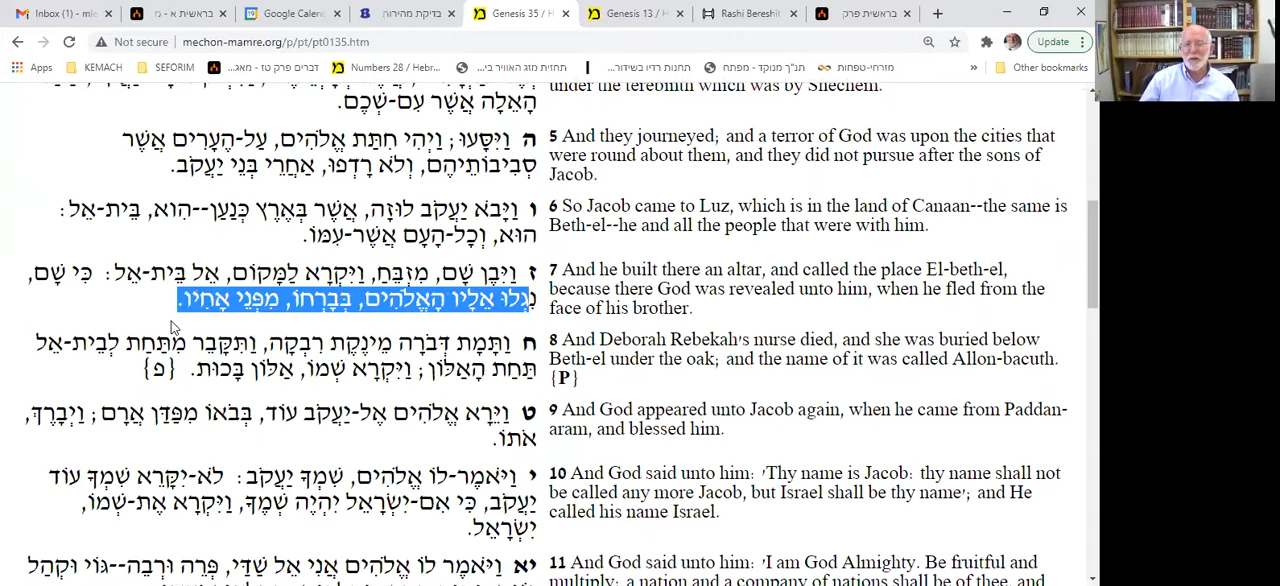 Inbox (1) - mle
בראשית א - מ
Google Calend
בדיקת מהירות
Genesis 35 / H
Genesis 13 / H
Rashi Bereshit
בראשית פרק
Not secure
mechon-mamre.org/p/pt/pt0135.htm
Update
Apps
KEMACH
SEFORIM
דברים פרק טז - מאג...
Numbers 28 / Hebr...
תחזית מזג האוויר בי...
תחנות רדיו בשידור...
תנ"ך מנוקד - מפתח
מזרחי-טפחות
»
Other bookmarks
הָאֵלָה אֲשֶׁר עִם-שְׁכֶם.
under the terebinth which was by Shechem.
ה וַיִּסָּעוּ; וַיְהִי חִתַּת אֱלֹהִים, עַל-הֶעָרִים אֲשֶׁר
סְבִיבוֹתֵיהֶם, וְלֹא רָדְפוּ, אַחֲרֵי בְּנֵי יַעֲקֹב.
5 And they journeyed; and a terror of God was upon the cities that
were round about them, and they did not pursue after the sons of
Jacob.
ו וַיָּבֹא יַעֲקֹב לוּזָה, אֲשֶׁר בְּאֶרֶץ כְּנַעַן--הִוא, בֵּית-אֵל:
הוּא, וְכָל-הָעָם אֲשֶׁר-עִמּוֹ.
6 So Jacob came to Luz, which is in the land of Canaan--the same is
Beth-el--he and all the people that were with him.
ז וַיִּבֶן שָׁם, מִזְבֵּחַ, וַיִּקְרָא לַמָּקוֹם, אֵל בֵּית-אֵל: כִּי שָׁם,
נִגְלוּ אֵלָיו הָאֱלֹהִים, בְּבָרְחוֹ, מִפְּנֵי אָחִיו.
7 And he built there an altar, and called the place El-beth-el,
because there God was revealed unto him, when he fled from the
face of his brother.
ח וַתָּמָת דְּבֹרָה מֵינֶקֶת רִבְקָה, וַתִּקָּבֵר מִתַּחַת לְבֵית-אֵל
תַּחַת הָאַלּוֹן; וַיִּקְרָא שְׁמוֹ, אַלּוֹן בָּכוּת. {פ}
8 And Deborah Rebekah's nurse died, and she was buried below
Beth-el under the oak; and the name of it was called Allon-bacuth.
{P}
ט וַיֵּרָא אֱלֹהִים אֶל-יַעֲקֹב עוֹד, בְּבֹאוֹ מִפַּדַּן אֲרָם; וַיְבָרֶךְ,
אֹתוֹ.
9 And God appeared unto Jacob again, when he came from Paddan-
aram, and blessed him.
י וַיֹּאמֶר-לוֹ אֱלֹהִים, שִׁמְךָ יַעֲקֹב: לֹא-יִקָּרֵא שִׁמְךָ עוֹד
יַעֲקֹב, כִּי אִם-יִשְׂרָאֵל יִהְיֶה שְׁמֶךָ, וַיִּקְרָא אֶת-שְׁמוֹ,
יִשְׂרָאֵל.
10 And God said unto him: 'Thy name is Jacob: thy name shall not
be called any more Jacob, but Israel shall be thy name'; and He
called his name Israel.
יא וַיֹּאמֶר לוֹ אֱלֹהִים אֲנִי אֵל שַׁדַּי, פְּרֵה וּרְבֵה--גּוֹי וּקְהַל
11 And God said unto him: 'I am God Almighty. Be fruitful and
multiply; a nation and a company of nations shall be of thee, and